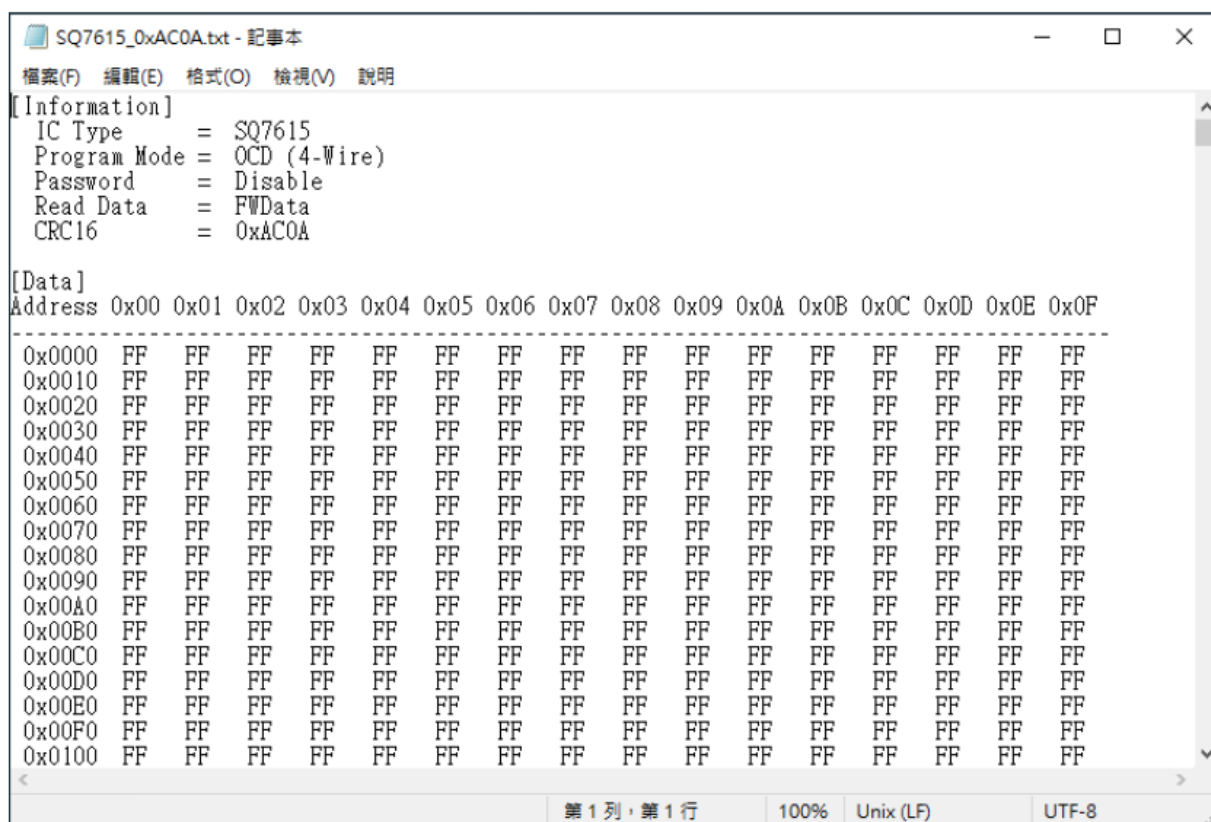 SQ7615_0xAC0A.txt - 記事本
檔案(F) 編輯(E) 格式(O) 檢視(V) 說明
[Information]
IC Type = SQ7615
Program Mode = OCD (4-Wire)
Password = Disable
Read Data = FWData
CRC16 = 0xAC0A
[Data]
Address 0x00 0x01 0x02 0x03 0x04 0x05 0x06 0x07 0x08 0x09 0x0A 0x0B 0x0C 0x0D 0x0E 0x0F
--------------------------------------------------------------------------------
0x0000 FF FF FF FF FF FF FF FF FF FF FF FF FF FF FF FF
0x0010 FF FF FF FF FF FF FF FF FF FF FF FF FF FF FF FF
0x0020 FF FF FF FF FF FF FF FF FF FF FF FF FF FF FF FF
0x0030 FF FF FF FF FF FF FF FF FF FF FF FF FF FF FF FF
0x0040 FF FF FF FF FF FF FF FF FF FF FF FF FF FF FF FF
0x0050 FF FF FF FF FF FF FF FF FF FF FF FF FF FF FF FF
0x0060 FF FF FF FF FF FF FF FF FF FF FF FF FF FF FF FF
0x0070 FF FF FF FF FF FF FF FF FF FF FF FF FF FF FF FF
0x0080 FF FF FF FF FF FF FF FF FF FF FF FF FF FF FF FF
0x0090 FF FF FF FF FF FF FF FF FF FF FF FF FF FF FF FF
0x00A0 FF FF FF FF FF FF FF FF FF FF FF FF FF FF FF FF
0x00B0 FF FF FF FF FF FF FF FF FF FF FF FF FF FF FF FF
0x00C0 FF FF FF FF FF FF FF FF FF FF FF FF FF FF FF FF
0x00D0 FF FF FF FF FF FF FF FF FF FF FF FF FF FF FF FF
0x00E0 FF FF FF FF FF FF FF FF FF FF FF FF FF FF FF FF
0x00F0 FF FF FF FF FF FF FF FF FF FF FF FF FF FF FF FF
0x0100 FF FF FF FF FF FF FF FF FF FF FF FF FF FF FF FF
第 1 列，第 1 行 100% Unix (LF) UTF-8